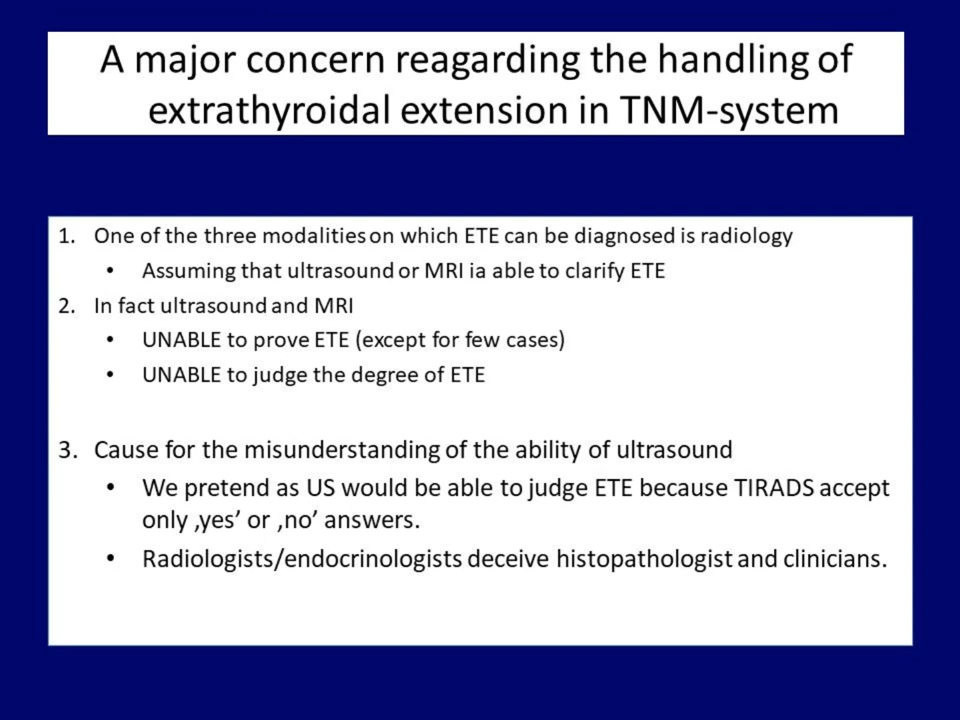 A major concern reagarding the handling of
extrathyroidal extension in TNM-system
1. One of the three modalities on which ETE can be diagnosed is radiology
• Assuming that ultrasound or MRI ia able to clarify ETE
2. In fact ultrasound and MRI
• UNABLE to prove ETE (except for few cases)
• UNABLE to judge the degree of ETE
3. Cause for the misunderstanding of the ability of ultrasound
• We pretend as US would be able to judge ETE because TIRADS accept
only ‚yes’ or ‚no’ answers.
• Radiologists/endocrinologists deceive histopathologist and clinicians.